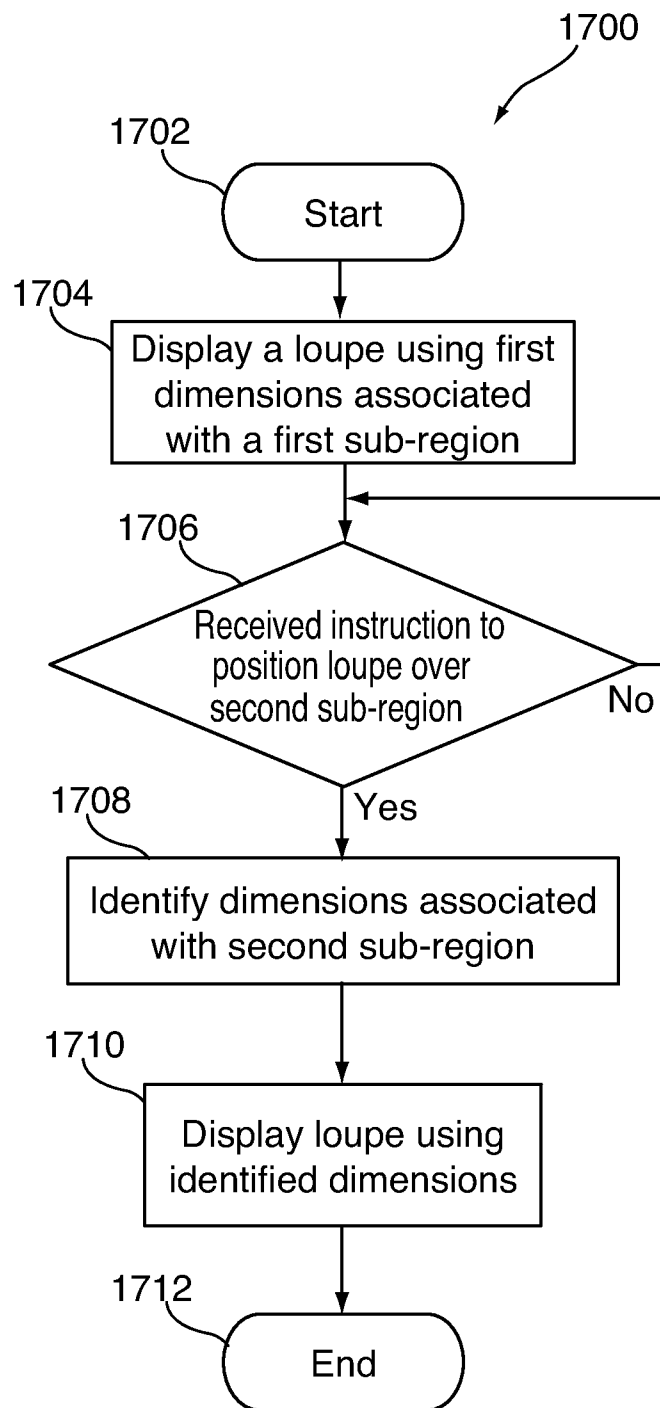 1700
1702
Start
1704
Display a loupe using first
dimensions associated
with a first sub-region
1706
Received instruction to
position loupe over
second sub-region
No
Yes
1708
Identify dimensions associated
with second sub-region
1710
Display loupe using
identified dimensions
1712
End